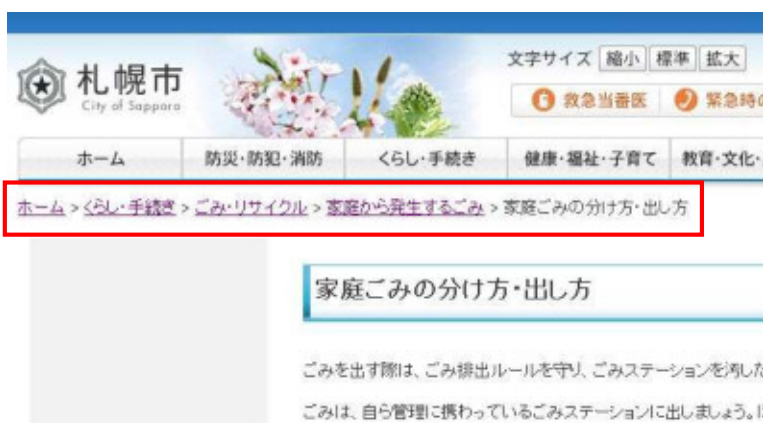 文字サイズ 縮小 標準 拡大
札幌市
City of Sapporo
救急当番医 緊急時の
ホーム 防災・防犯・消防 くらし・手続き 健康・福祉・子育て 教育・文化・
ホーム > くらし・手続き > ごみ・リサイクル > 家庭から発生するごみ > 家庭ごみの分け方・出し方
家庭ごみの分け方・出し方
ごみを出す際は、ごみ排出ルールを守り、ごみステーションを汚した
ごみは、自ら管理に携わっているごみステーションに出しましょう。